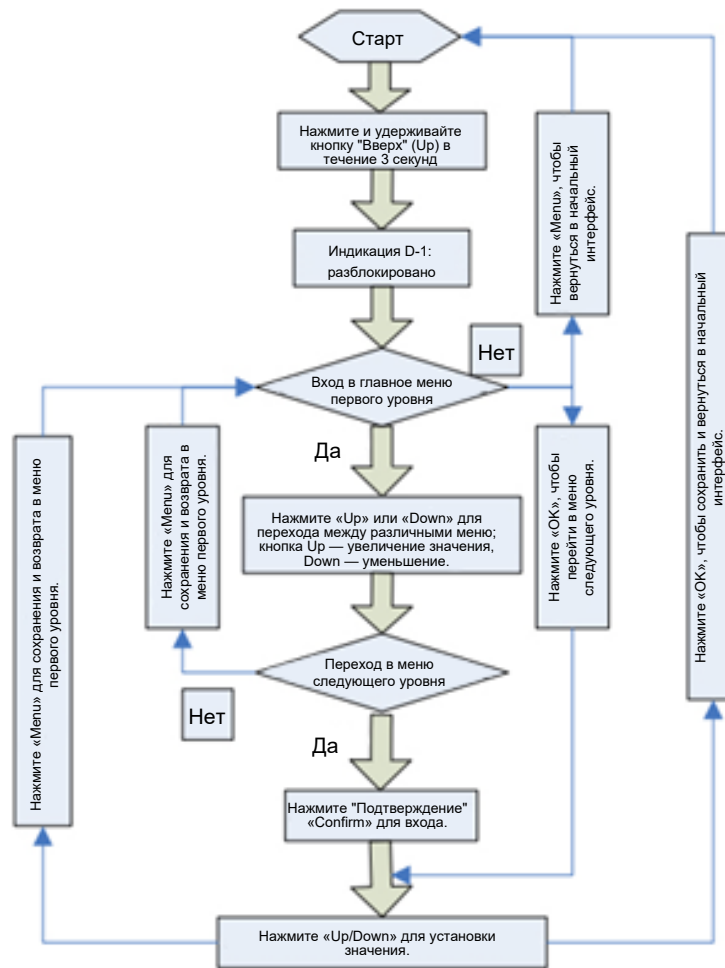 Старт
Нажмите и удерживайте
кнопку "Вверх" (Up) в
течение 3 секунд
Индикация D-1:
разблокировано
Нажмите «Menu», чтобы
вернуться в начальный
интерфейс.
Нет
Вход в главное меню
первого уровня
Да
Нажмите «Menu» для сохранения и возврата в меню
первого уровня.
Нажмите «Menu» для
сохранения и возврата в
меню первого уровня.
Нажмите «Up» или «Down» для
перехода между различными меню;
кнопка Up — увеличение значения,
Down — уменьшение.
Нажмите «OK», чтобы
перейти в меню
следующего уровня.
Нажмите «OK», чтобы сохранить и вернуться в начальный
интерфейс.
Переход в меню
следующего уровня
Нет
Да
Нажмите "Подтверждение"
«Confirm» для входа.
Нажмите «Up/Down» для установки
значения.